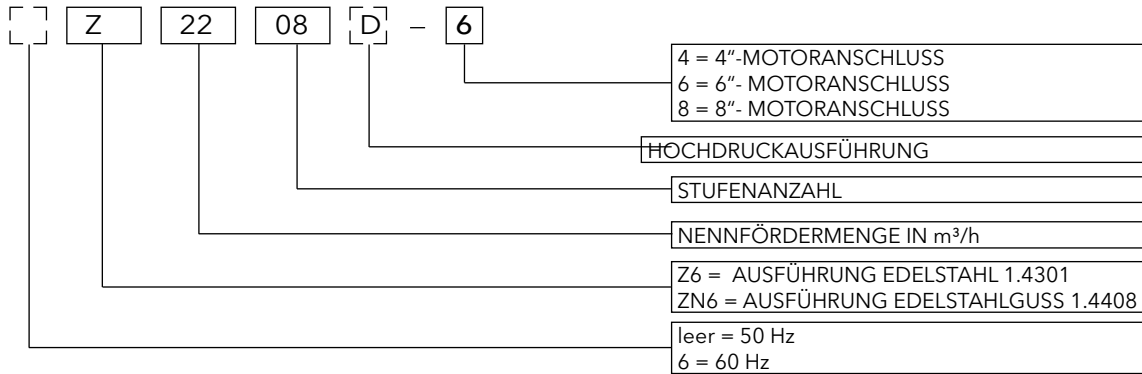 Z 22 08 D – 6
4 = 4“-MOTORANSCHLUSS
6 = 6“- MOTORANSCHLUSS
8 = 8“- MOTORANSCHLUSS
HOCHDRUCKAUSFÜHRUNG
STUFENANZAHL
NENNFÖRDERMENGE IN m³/h
Z6 = AUSFÜHRUNG EDELSTAHL 1.4301
ZN6 = AUSFÜHRUNG EDELSTAHLGUSS 1.4408
leer = 50 Hz
6 = 60 Hz